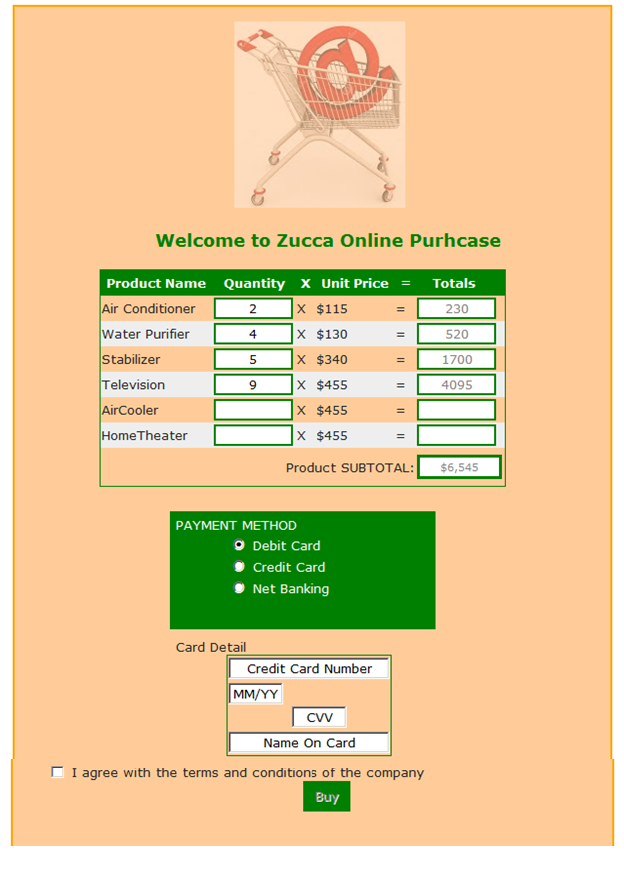 Welcome to Zucca Online Purhcase
Product Name Quantity X Unit Price = Totals
Air Conditioner 2 X $115 = 230
Water Purifier 4 X $130 = 520
Stabilizer 5 X $340 = 1700
Television 9 X $455 = 4095
AirCooler X $455 =
HomeTheater X $455 =
Product SUBTOTAL: $6,545
PAYMENT METHOD
Debit Card
Credit Card
Net Banking
Card Detail
Credit Card Number
MM/YY
CVV
Name On Card
I agree with the terms and conditions of the company
Buy